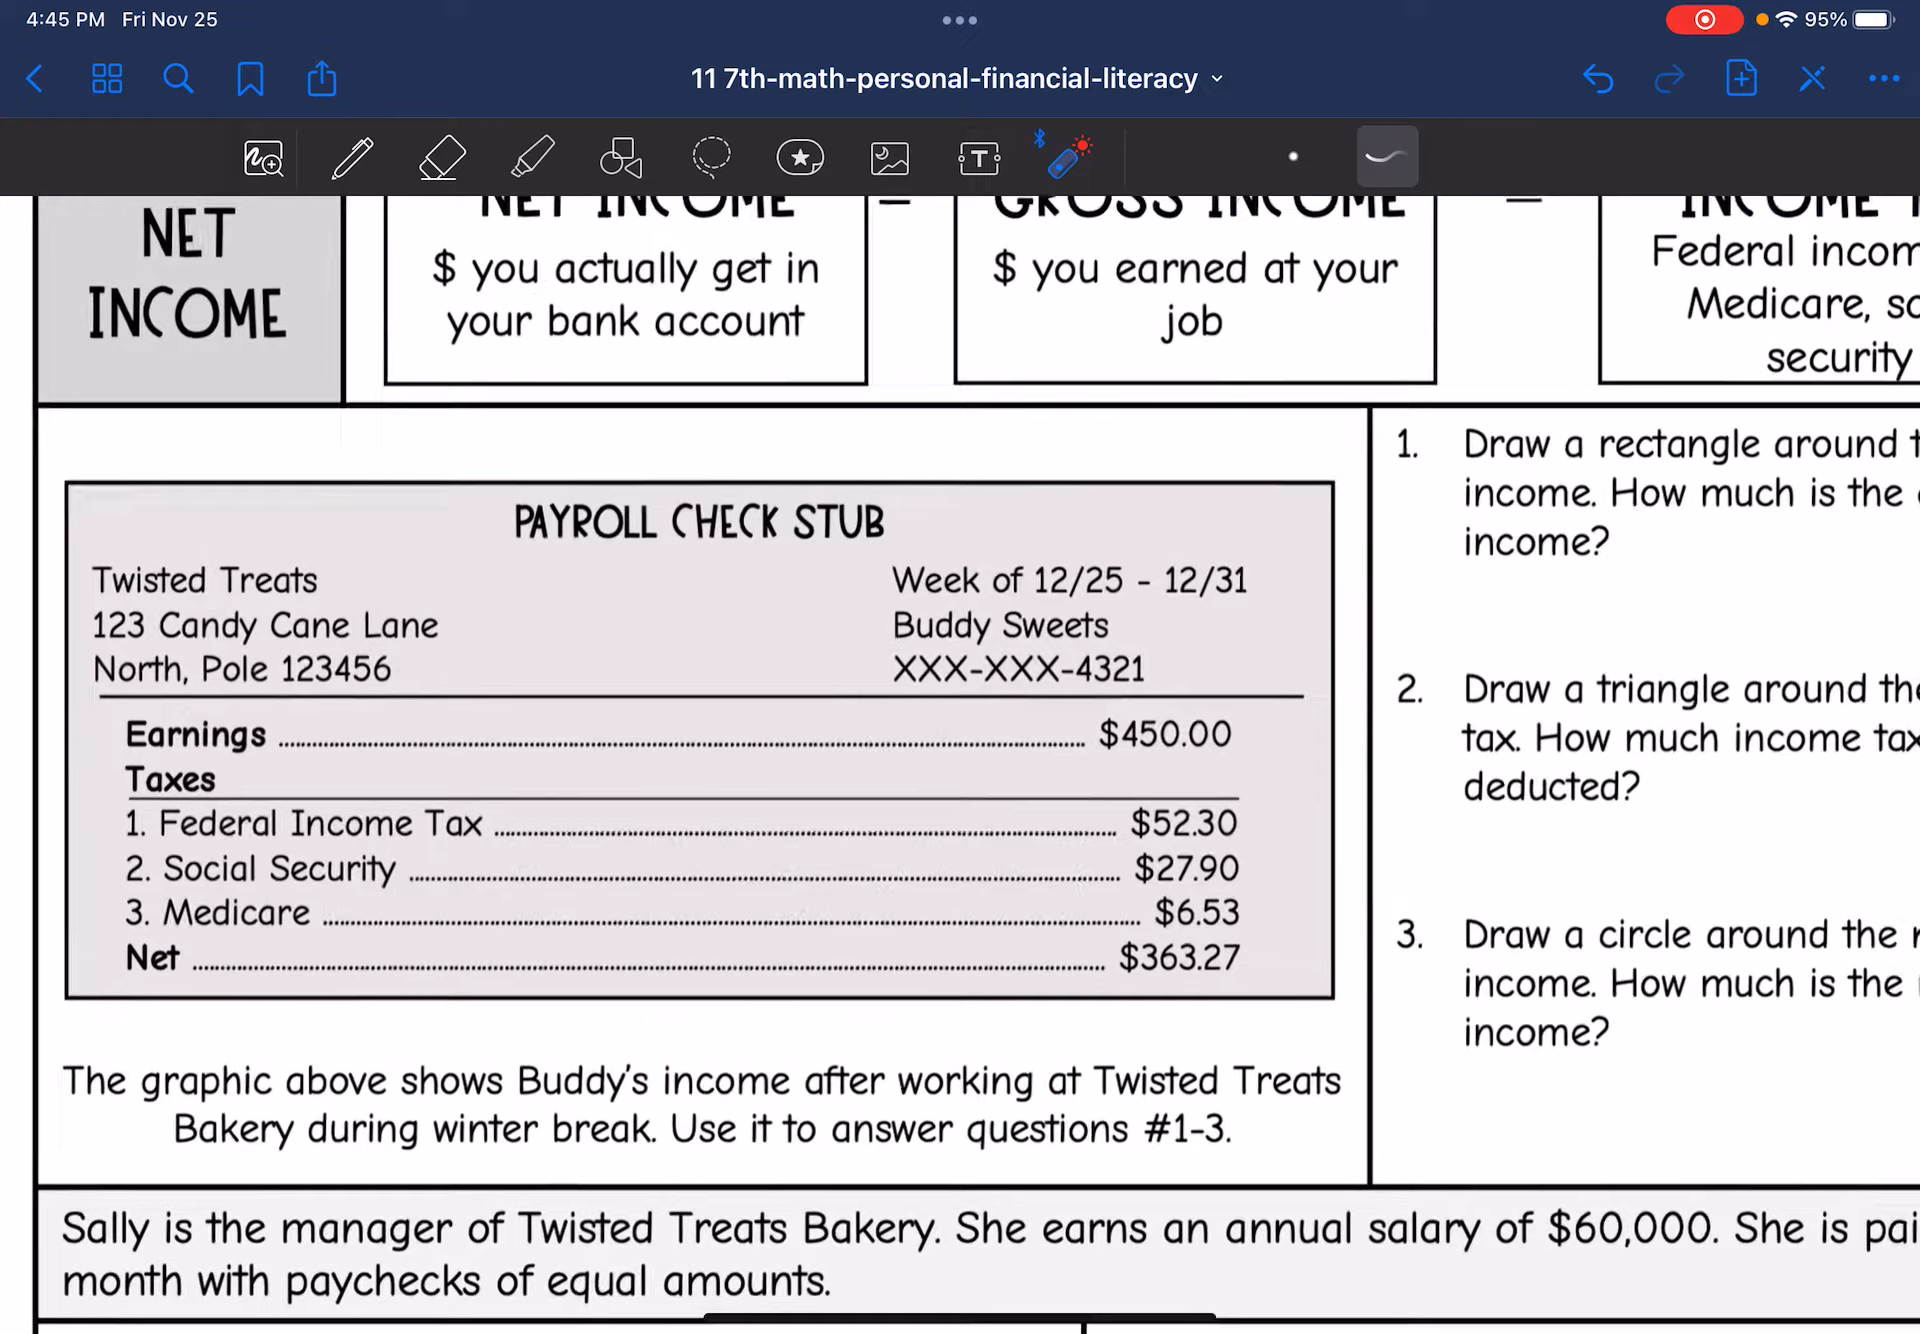 4:45 PM Fri Nov 25
95%
11 7th-math-personal-financial-literacy
T
NET
INCOME
NET INCOME
$ you actually get in
your bank account
=
GROSS INCOME
$ you earned at your
job
–
INCOME
Federal incom
Medicare, so
security
PAYROLL CHECK STUB
Twisted Treats
123 Candy Cane Lane
North, Pole 123456
Week of 12/25 - 12/31
Buddy Sweets
XXX-XXX-4321
Earnings $450.00
Taxes
1. Federal Income Tax $52.30
2. Social Security $27.90
3. Medicare $6.53
Net $363.27
The graphic above shows Buddy's income after working at Twisted Treats
Bakery during winter break. Use it to answer questions #1-3.
1. Draw a rectangle around
income. How much is the
income?
2. Draw a triangle around the
tax. How much income tax
deducted?
3. Draw a circle around the
income. How much is the
income?
Sally is the manager of Twisted Treats Bakery. She earns an annual salary of $60,000. She is pai
month with paychecks of equal amounts.